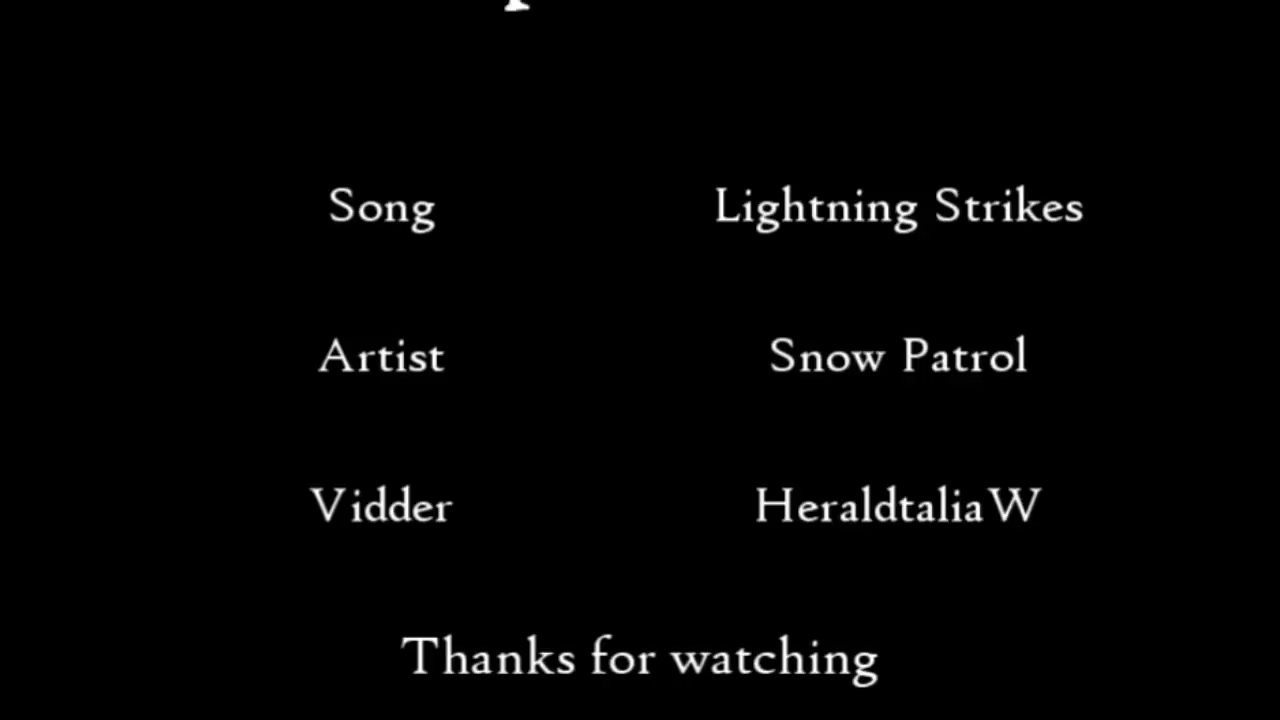 Song Lightning Strikes
Artist Snow Patrol
Vidder HeraldtaliaW
Thanks for watching